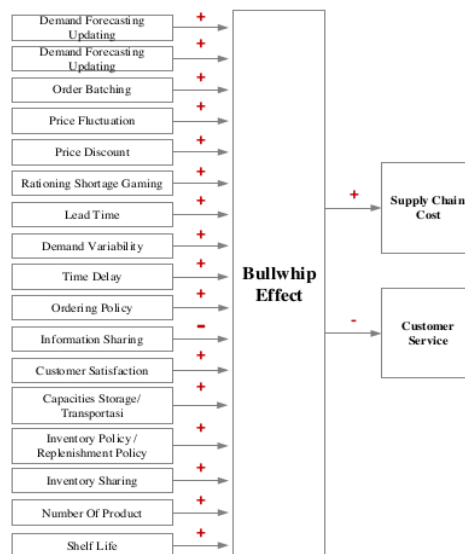 Demand Forecasting
Updating
+
Demand Forecasting
Updating
+
Order Batching
+
Price Fluctuation
+
Price Discount
+
Rationing Shortage Gaming
+
Lead Time
+
Demand Variability
+
Time Delay
+
Ordering Policy
+
Information Sharing
-
Customer Satisfaction
+
Capacities Storage/
Transportasi
+
Inventory Policy /
Replenishment Policy
+
Inventory Sharing
+
Number Of Product
+
Shelf Life
+
Bullwhip
Effect
+
Supply Chain
Cost
-
Customer
Service